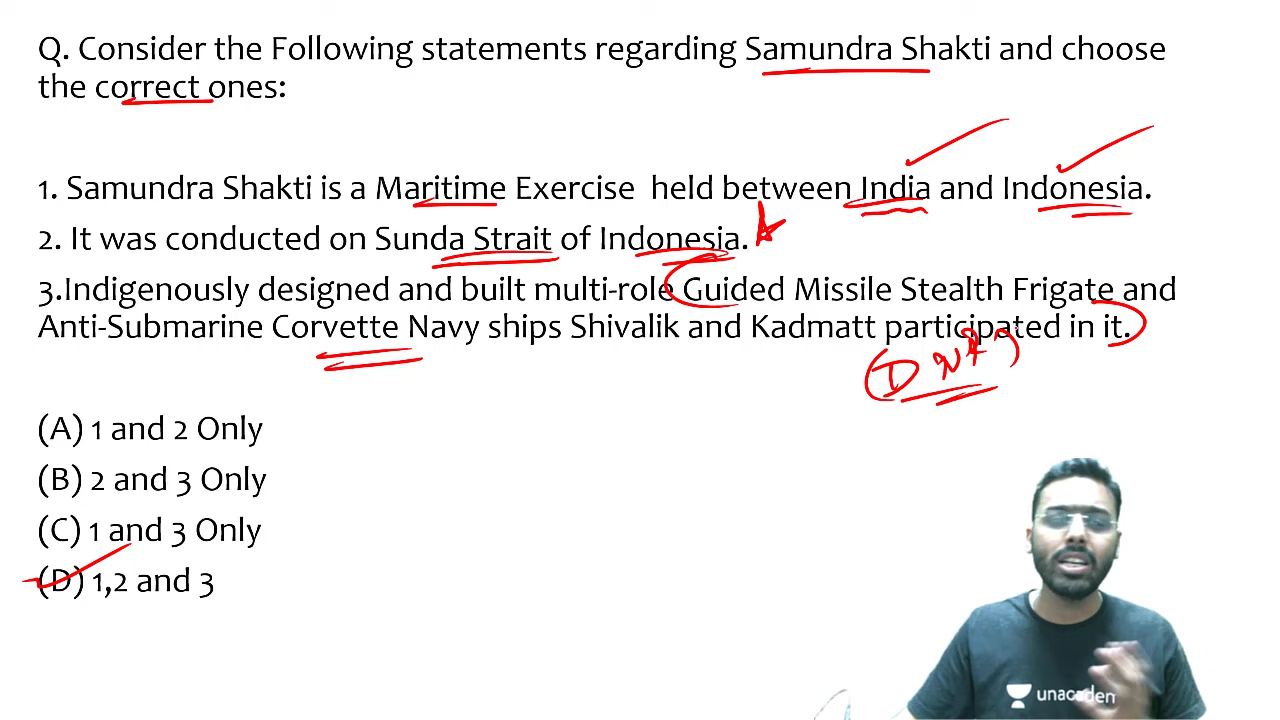 Q. Consider the Following statements regarding Samundra Shakti and choose
the correct ones:
1. Samundra Shakti is a Maritime Exercise held between India and Indonesia.
2. It was conducted on Sunda Strait of Indonesia.
3.Indigenously designed and built multi-role Guided Missile Stealth Frigate and
Anti-Submarine Corvette Navy ships Shivalik and Kadmatt participated in it.
(A) 1 and 2 Only
(B) 2 and 3 Only
(C) 1 and 3 Only
(D) 1,2 and 3
unacadem